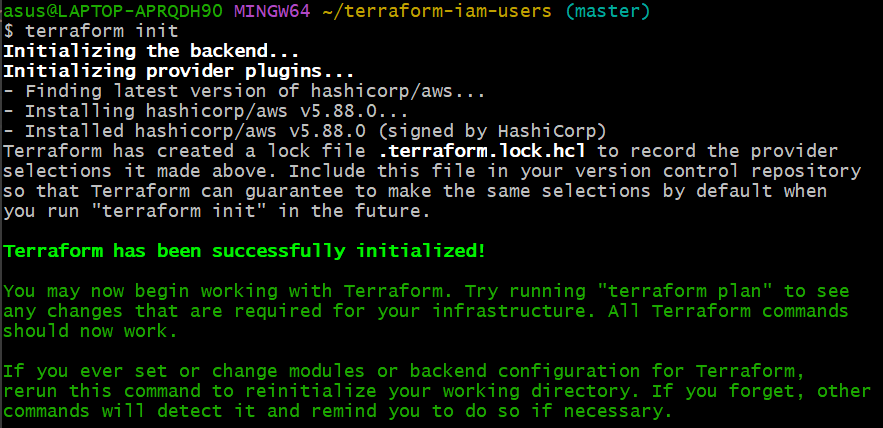 asus@LAPTOP-APRQDH90 MINGW64 ~/terraform-iam-users (master)
$ terraform init
Initializing the backend...
Initializing provider plugins...
- Finding latest version of hashicorp/aws...
- Installing hashicorp/aws v5.88.0...
- Installed hashicorp/aws v5.88.0 (signed by HashiCorp)
Terraform has created a lock file .terraform.lock.hcl to record the provider
selections it made above. Include this file in your version control repository
so that Terraform can guarantee to make the same selections by default when
you run "terraform init" in the future.
Terraform has been successfully initialized!
You may now begin working with Terraform. Try running "terraform plan" to see
any changes that are required for your infrastructure. All Terraform commands
should now work.
If you ever set or change modules or backend configuration for Terraform,
rerun this command to reinitialize your working directory. If you forget, other
commands will detect it and remind you to do so if necessary.